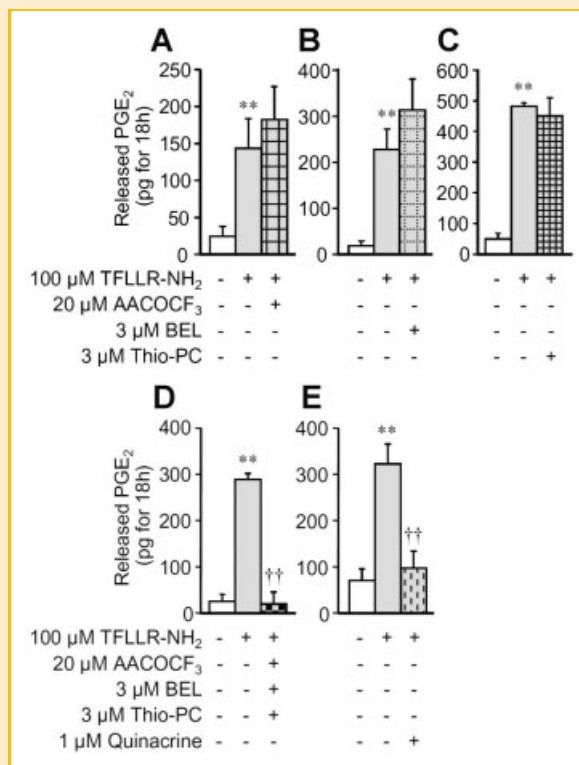 A
B
C
Released PGE₂
(pg for 18h)
250
200
150
100
50
0
**
400
300
200
100
0
**
600
500
400
300
200
100
0
**
100 µM TFLLR-NH₂ - + + - + + - + +
20 µM AACOCF₃ - - + - - - - - -
3 µM BEL - - - - - + - - -
3 µM Thio-PC - - - - - - - - +
D
E
Released PGE₂
(pg for 18h)
400
300
200
100
0
**
††
400
300
200
100
0
**
††
100 µM TFLLR-NH₂ - + + - + +
20 µM AACOCF₃ - - + - - -
3 µM BEL - - + - - -
3 µM Thio-PC - - + - - -
1 µM Quinacrine - - - - - +